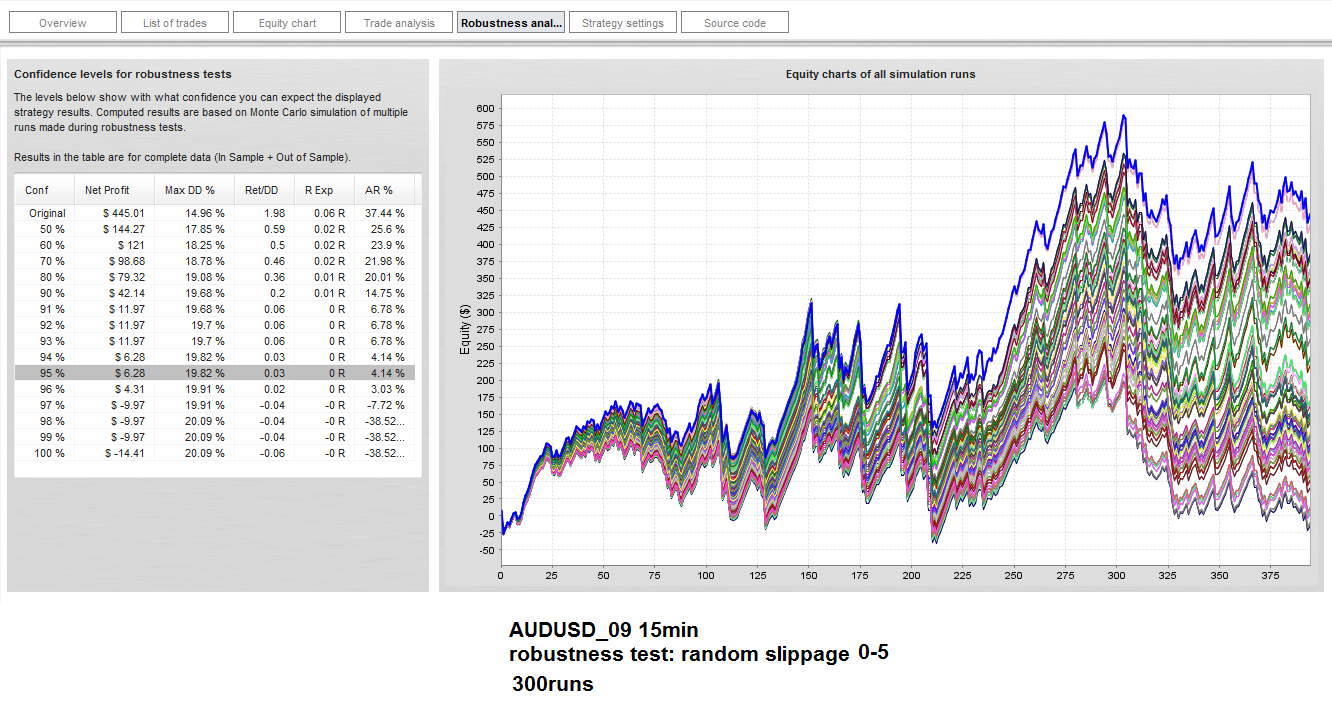 Overview List of trades Equity chart Trade analysis Robustness anal... Strategy settings Source code
Confidence levels for robustness tests
The levels below show with what confidence you can expect the displayed
strategy results. Computed results are based on Monte Carlo simulation of multiple
runs made during robustness tests.
Results in the table are for complete data (In Sample + Out of Sample).
Conf Net Profit Max DD % Ret/DD R Exp AR %
Original $ 445.01 14.96 % 1.98 0.06 R 37.44 %
50 % $ 144.27 17.85 % 0.59 0.02 R 25.6 %
60 % $ 121 18.25 % 0.5 0.02 R 23.9 %
70 % $ 98.68 18.78 % 0.46 0.02 R 21.98 %
80 % $ 79.32 19.08 % 0.36 0.01 R 20.01 %
90 % $ 42.14 19.68 % 0.2 0.01 R 14.75 %
91 % $ 11.97 19.68 % 0.06 0 R 6.78 %
92 % $ 11.97 19.7 % 0.06 0 R 6.78 %
93 % $ 11.97 19.7 % 0.06 0 R 6.78 %
94 % $ 6.28 19.82 % 0.03 0 R 4.14 %
95 % $ 6.28 19.82 % 0.03 0 R 4.14 %
96 % $ 4.31 19.91 % 0.02 0 R 3.03 %
97 % $ -9.97 19.91 % -0.04 -0 R -7.72 %
98 % $ -9.97 20.09 % -0.04 -0 R -38.52...
99 % $ -9.97 20.09 % -0.04 -0 R -38.52...
100 % $ -14.41 20.09 % -0.06 -0 R -38.52...
Equity charts of all simulation runs
Equity ($)
600
575
550
525
500
475
450
425
400
375
350
325
300
275
250
225
200
175
150
125
100
75
50
25
0
-25
-50
0 25 50 75 100 125 150 175 200 225 250 275 300 325 350 375
AUDUSD_09 15min
robustness test: random slippage 0-5
300runs